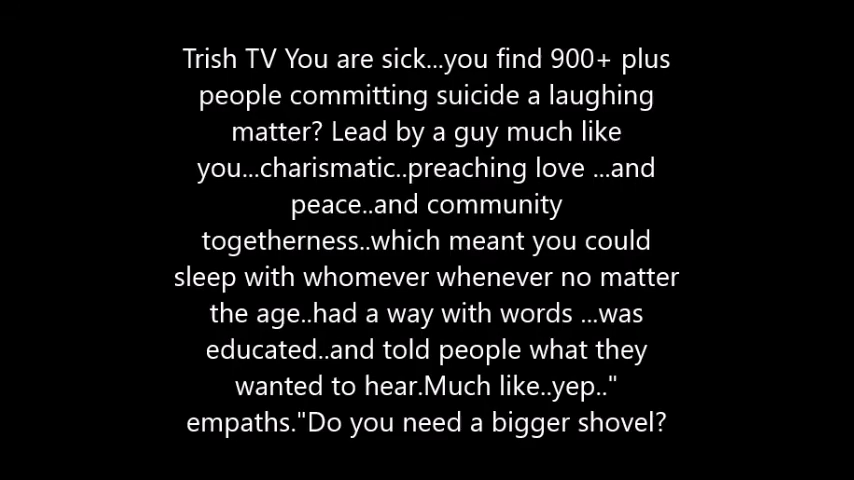 Trish TV You are sick...you find 900+ plus
people committing suicide a laughing
matter? Lead by a guy much like
you...charismatic..preaching love ...and
peace..and community
togetherness..which meant you could
sleep with whomever whenever no matter
the age..had a way with words ...was
educated..and told people what they
wanted to hear.Much like..yep.."
empaths."Do you need a bigger shovel?